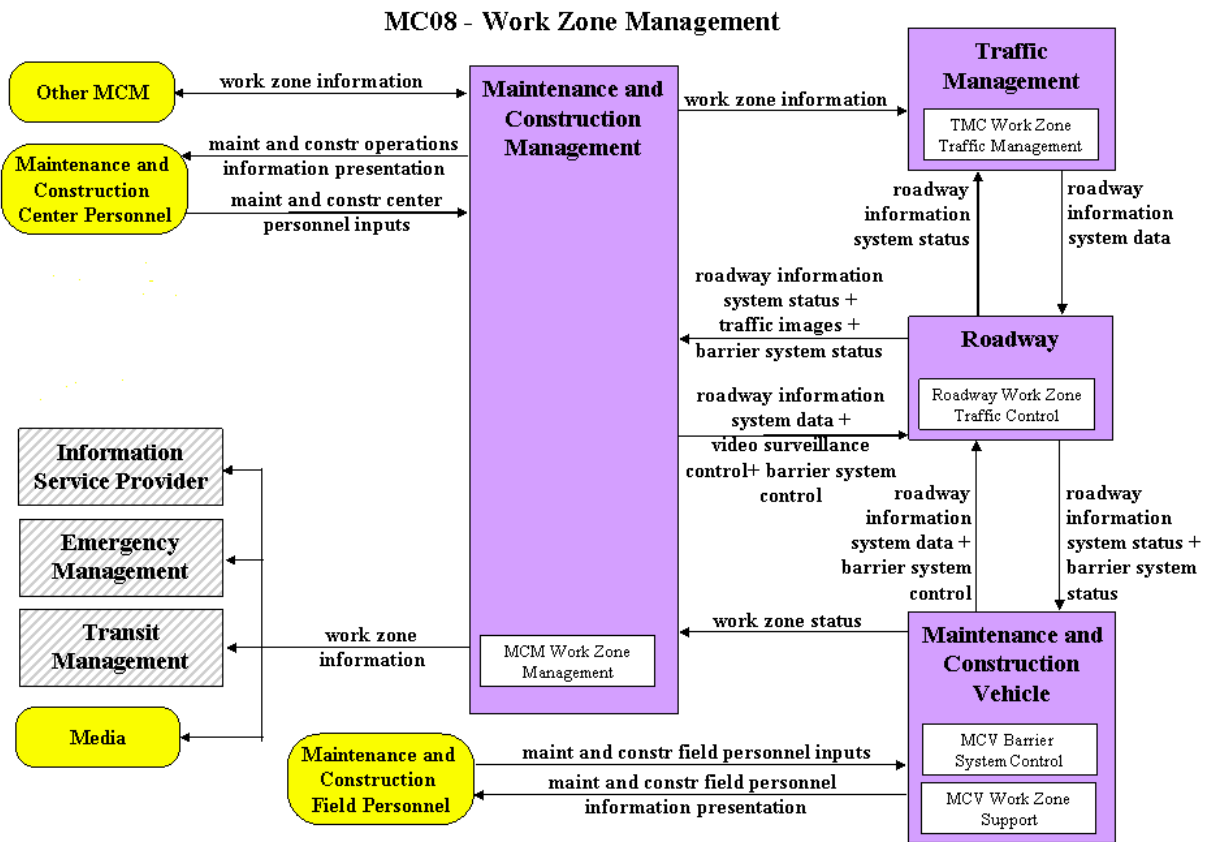 MC08 - Work Zone Management
Other MCM
work zone information
Maintenance and
Construction
Management
work zone information
Traffic
Management
TMC Work Zone
Traffic Management
Maintenance and
Construction
Center Personnel
maint and constr operations
information presentation
maint and constr center
personnel inputs
roadway
information
system status
roadway
information
system data
roadway information
system status +
traffic images +
barrier system status
Roadway
Roadway Work Zone
Traffic Control
roadway information
system data +
video surveillance
control+ barrier system
control
Information
Service Provider
Emergency
Management
Transit
Management
Media
work zone
information
MCM Work Zone
Management
roadway
information
system data +
barrier system
control
roadway
information
system status +
barrier system
status
work zone status
Maintenance and
Construction
Vehicle
MCV Barrier
System Control
MCV Work Zone
Support
Maintenance and
Construction
Field Personnel
maint and constr field personnel inputs
maint and constr field personnel
information presentation